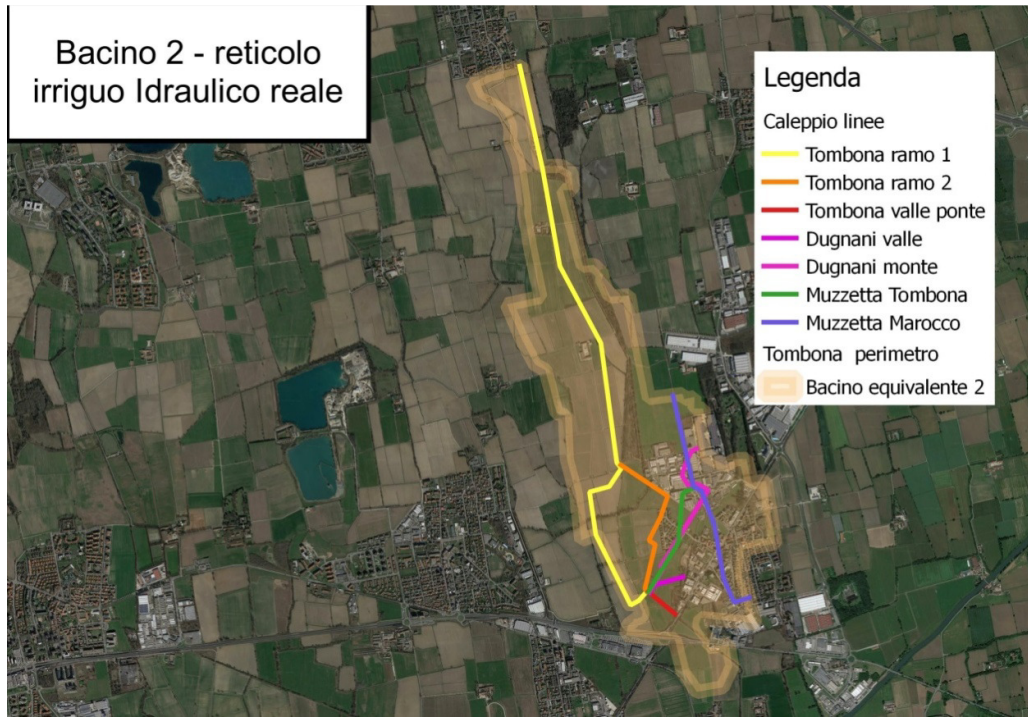 Bacino 2 - reticolo
irriguo Idraulico reale
Legenda
Caleppio linee
Tombona ramo 1
Tombona ramo 2
Tombona valle ponte
Dugnani valle
Dugnani monte
Muzzetta Tombona
Muzzetta Marocco
Tombona perimetro
Bacino equivalente 2